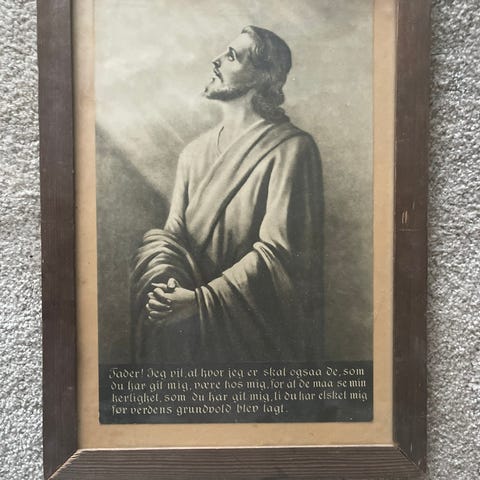 Fader! Jeg vil, at hvor jeg er skal ogsaa de, som
du har git mig, være hos mig, for at de maa se min
herlighet, som du har git mig, ti du har elsket mig
før verdens grundvold blev lagt.